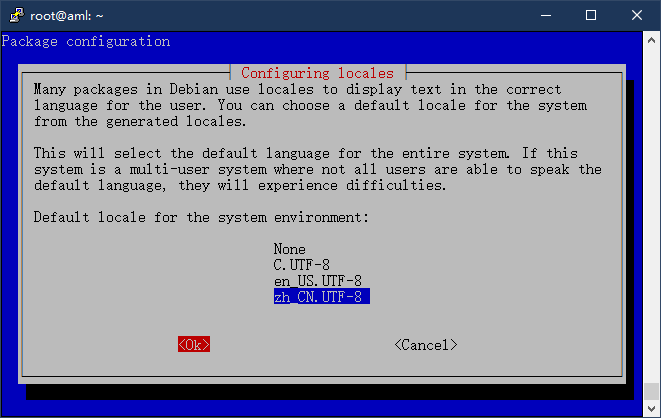 root@aml: ~
Package configuration
Configuring locales
Many packages in Debian use locales to display text in the correct
language for the user. You can choose a default locale for the system
from the generated locales.
This will select the default language for the entire system. If this
system is a multi-user system where not all users are able to speak the
default language, they will experience difficulties.
Default locale for the system environment:
None
C.UTF-8
en_US.UTF-8
zh_CN.UTF-8
<Ok> <Cancel>